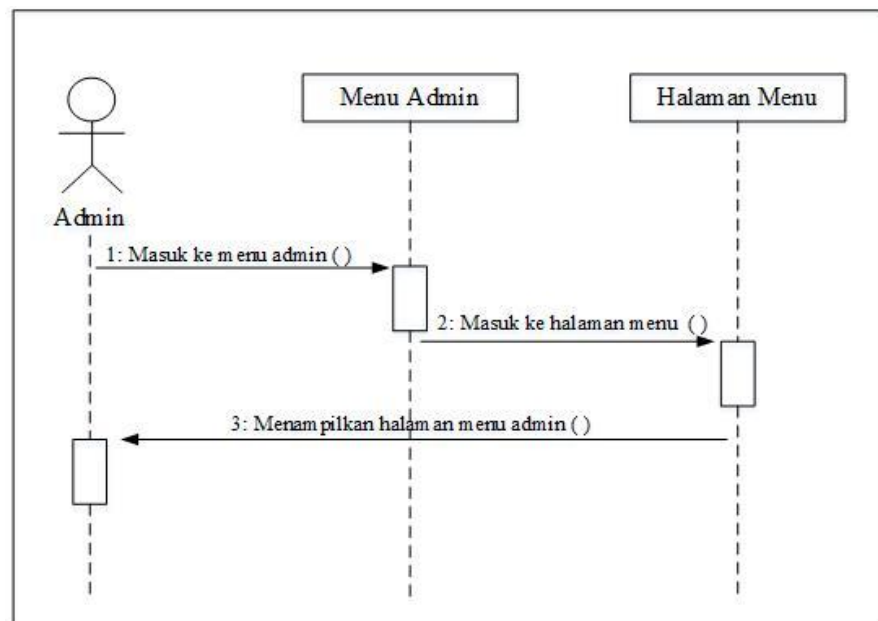 Menu Admin
Halaman Menu
Admin
1: Masuk ke menu admin ( )
2: Masuk ke halaman menu ( )
3: Menampilkan halaman menu admin ( )